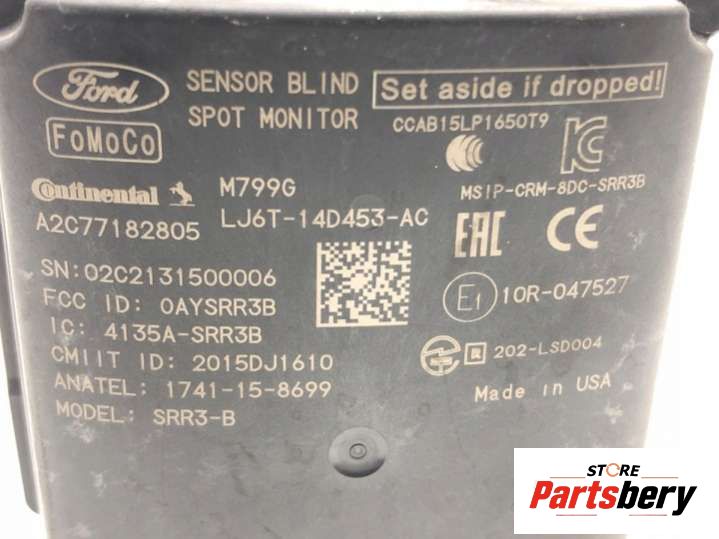 Ford
SENSOR BLIND
SPOT MONITOR
Set aside if dropped!
FoMoCo
CCAB15LP1650T9
Continental
M799G
MSIP-CRM-8DC-SRR3B
A2C77182805
LJ6T-14D453-AC
EAC
CE
SN:02C2131500006
E1
10R-047527
FCC ID: OAYSRR3B
IC: 4135A-SRR3B
R 202-LSD004
CMIIT ID: 2015DJ1610
ANATEL: 1741-15-8699
Made in USA
MODEL: SRR3-B
STORE
Partsbery